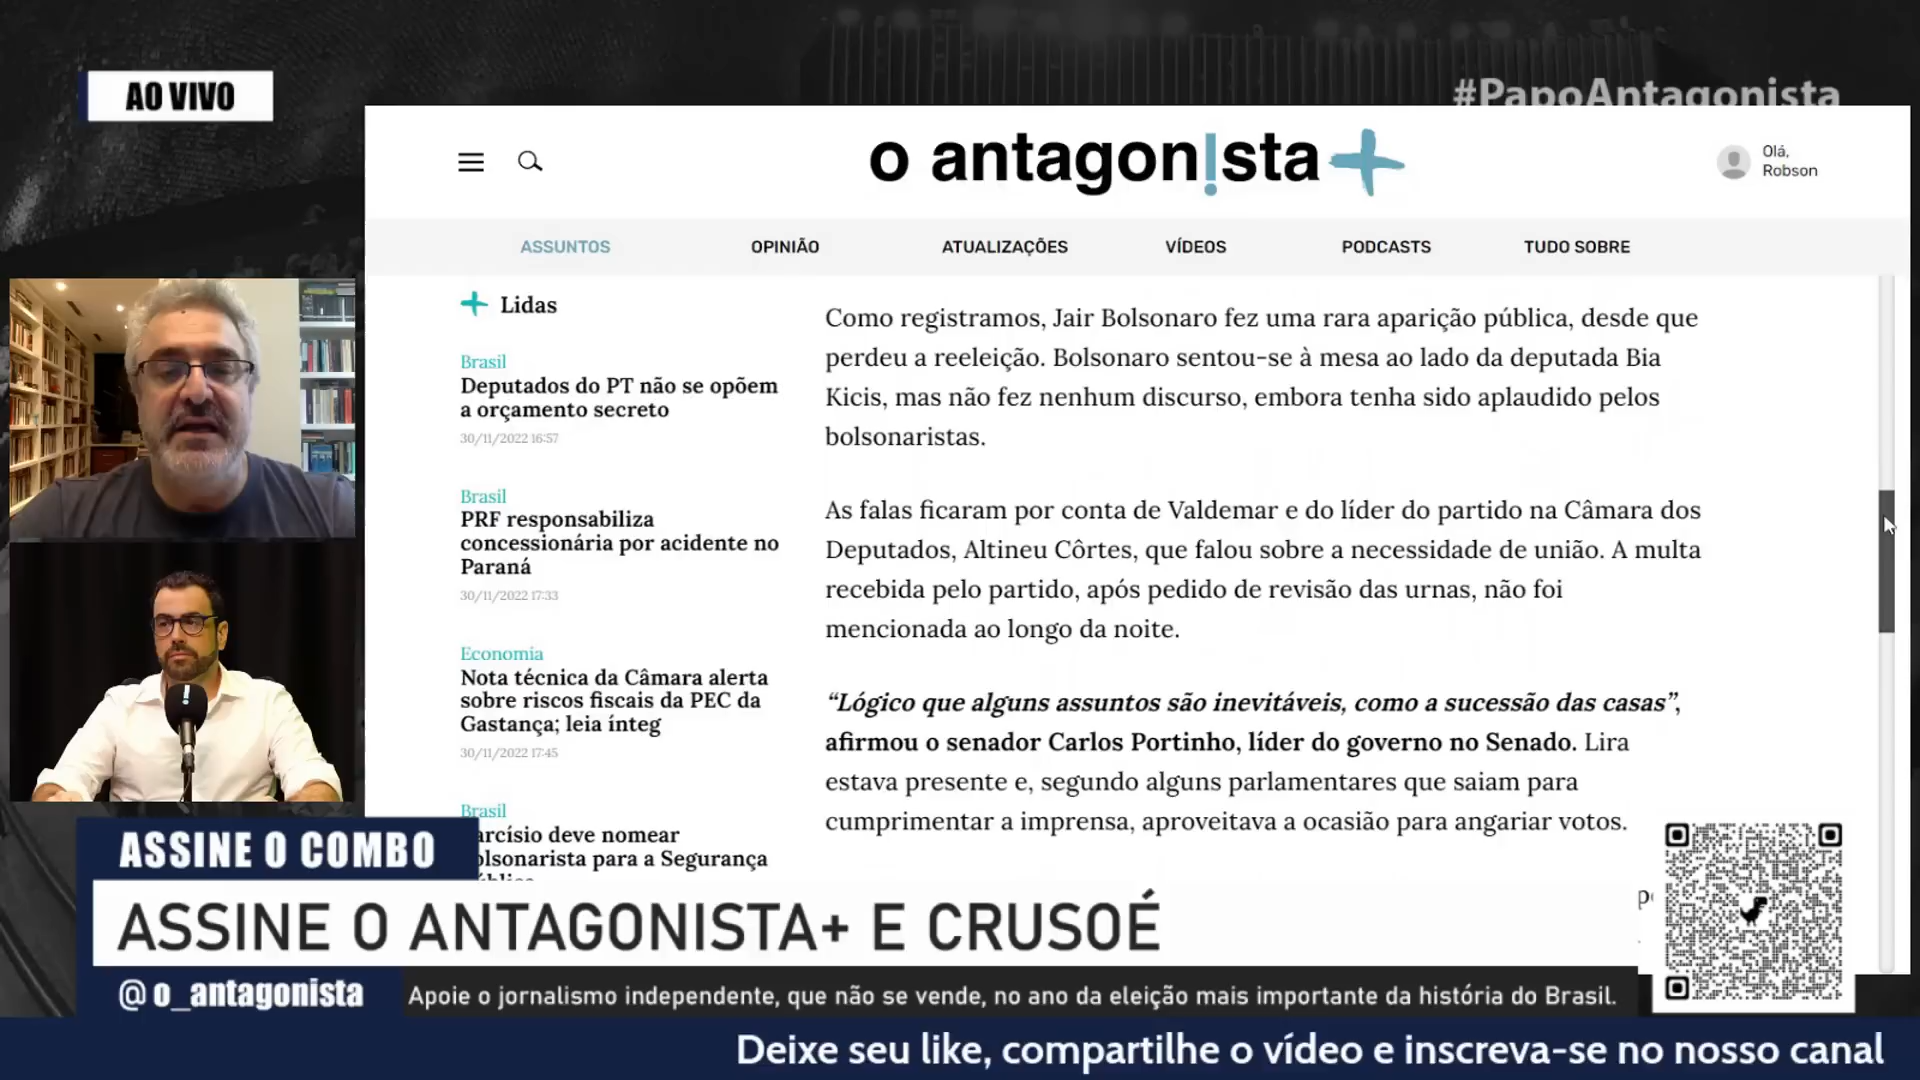 AO VIVO
#PapoAntagonista
o antagon!sta+
Olá,
Robson
ASSUNTOS
OPINIÃO
ATUALIZAÇÕES
VÍDEOS
PODCASTS
TUDO SOBRE
+ Lidas
Brasil
Deputados do PT não se opõem
a orçamento secreto
30/11/2022 16:57
Brasil
PRF responsabiliza
concessionária por acidente no
Paraná
30/11/2022 17:33
Economia
Nota técnica da Câmara alerta
sobre riscos fiscais da PEC da
Gastança; leia ínteg
30/11/2022 17:45
Brasil
arcísio deve nomear
olsonarista para a Segurança
Como registramos, Jair Bolsonaro fez uma rara aparição pública, desde que
perdeu a reeleição. Bolsonaro sentou-se à mesa ao lado da deputada Bia
Kicis, mas não fez nenhum discurso, embora tenha sido aplaudido pelos
bolsonaristas.
As falas ficaram por conta de Valdemar e do líder do partido na Câmara dos
Deputados, Altineu Côrtes, que falou sobre a necessidade de união. A multa
recebida pelo partido, após pedido de revisão das urnas, não foi
mencionada ao longo da noite.
“Lógico que alguns assuntos são inevitáveis, como a sucessão das casas”,
afirmou o senador Carlos Portinho, líder do governo no Senado. Lira
estava presente e, segundo alguns parlamentares que saiam para
cumprimentar a imprensa, aproveitava a ocasião para angariar votos.
ASSINE O COMBO
ASSINE O ANTAGONISTA+ E CRUSOÉ
@o_antagonista
Apoie o jornalismo independente, que não se vende, no ano da eleição mais importante da história do Brasil.
Deixe seu like, compartilhe o vídeo e inscreva-se no nosso canal